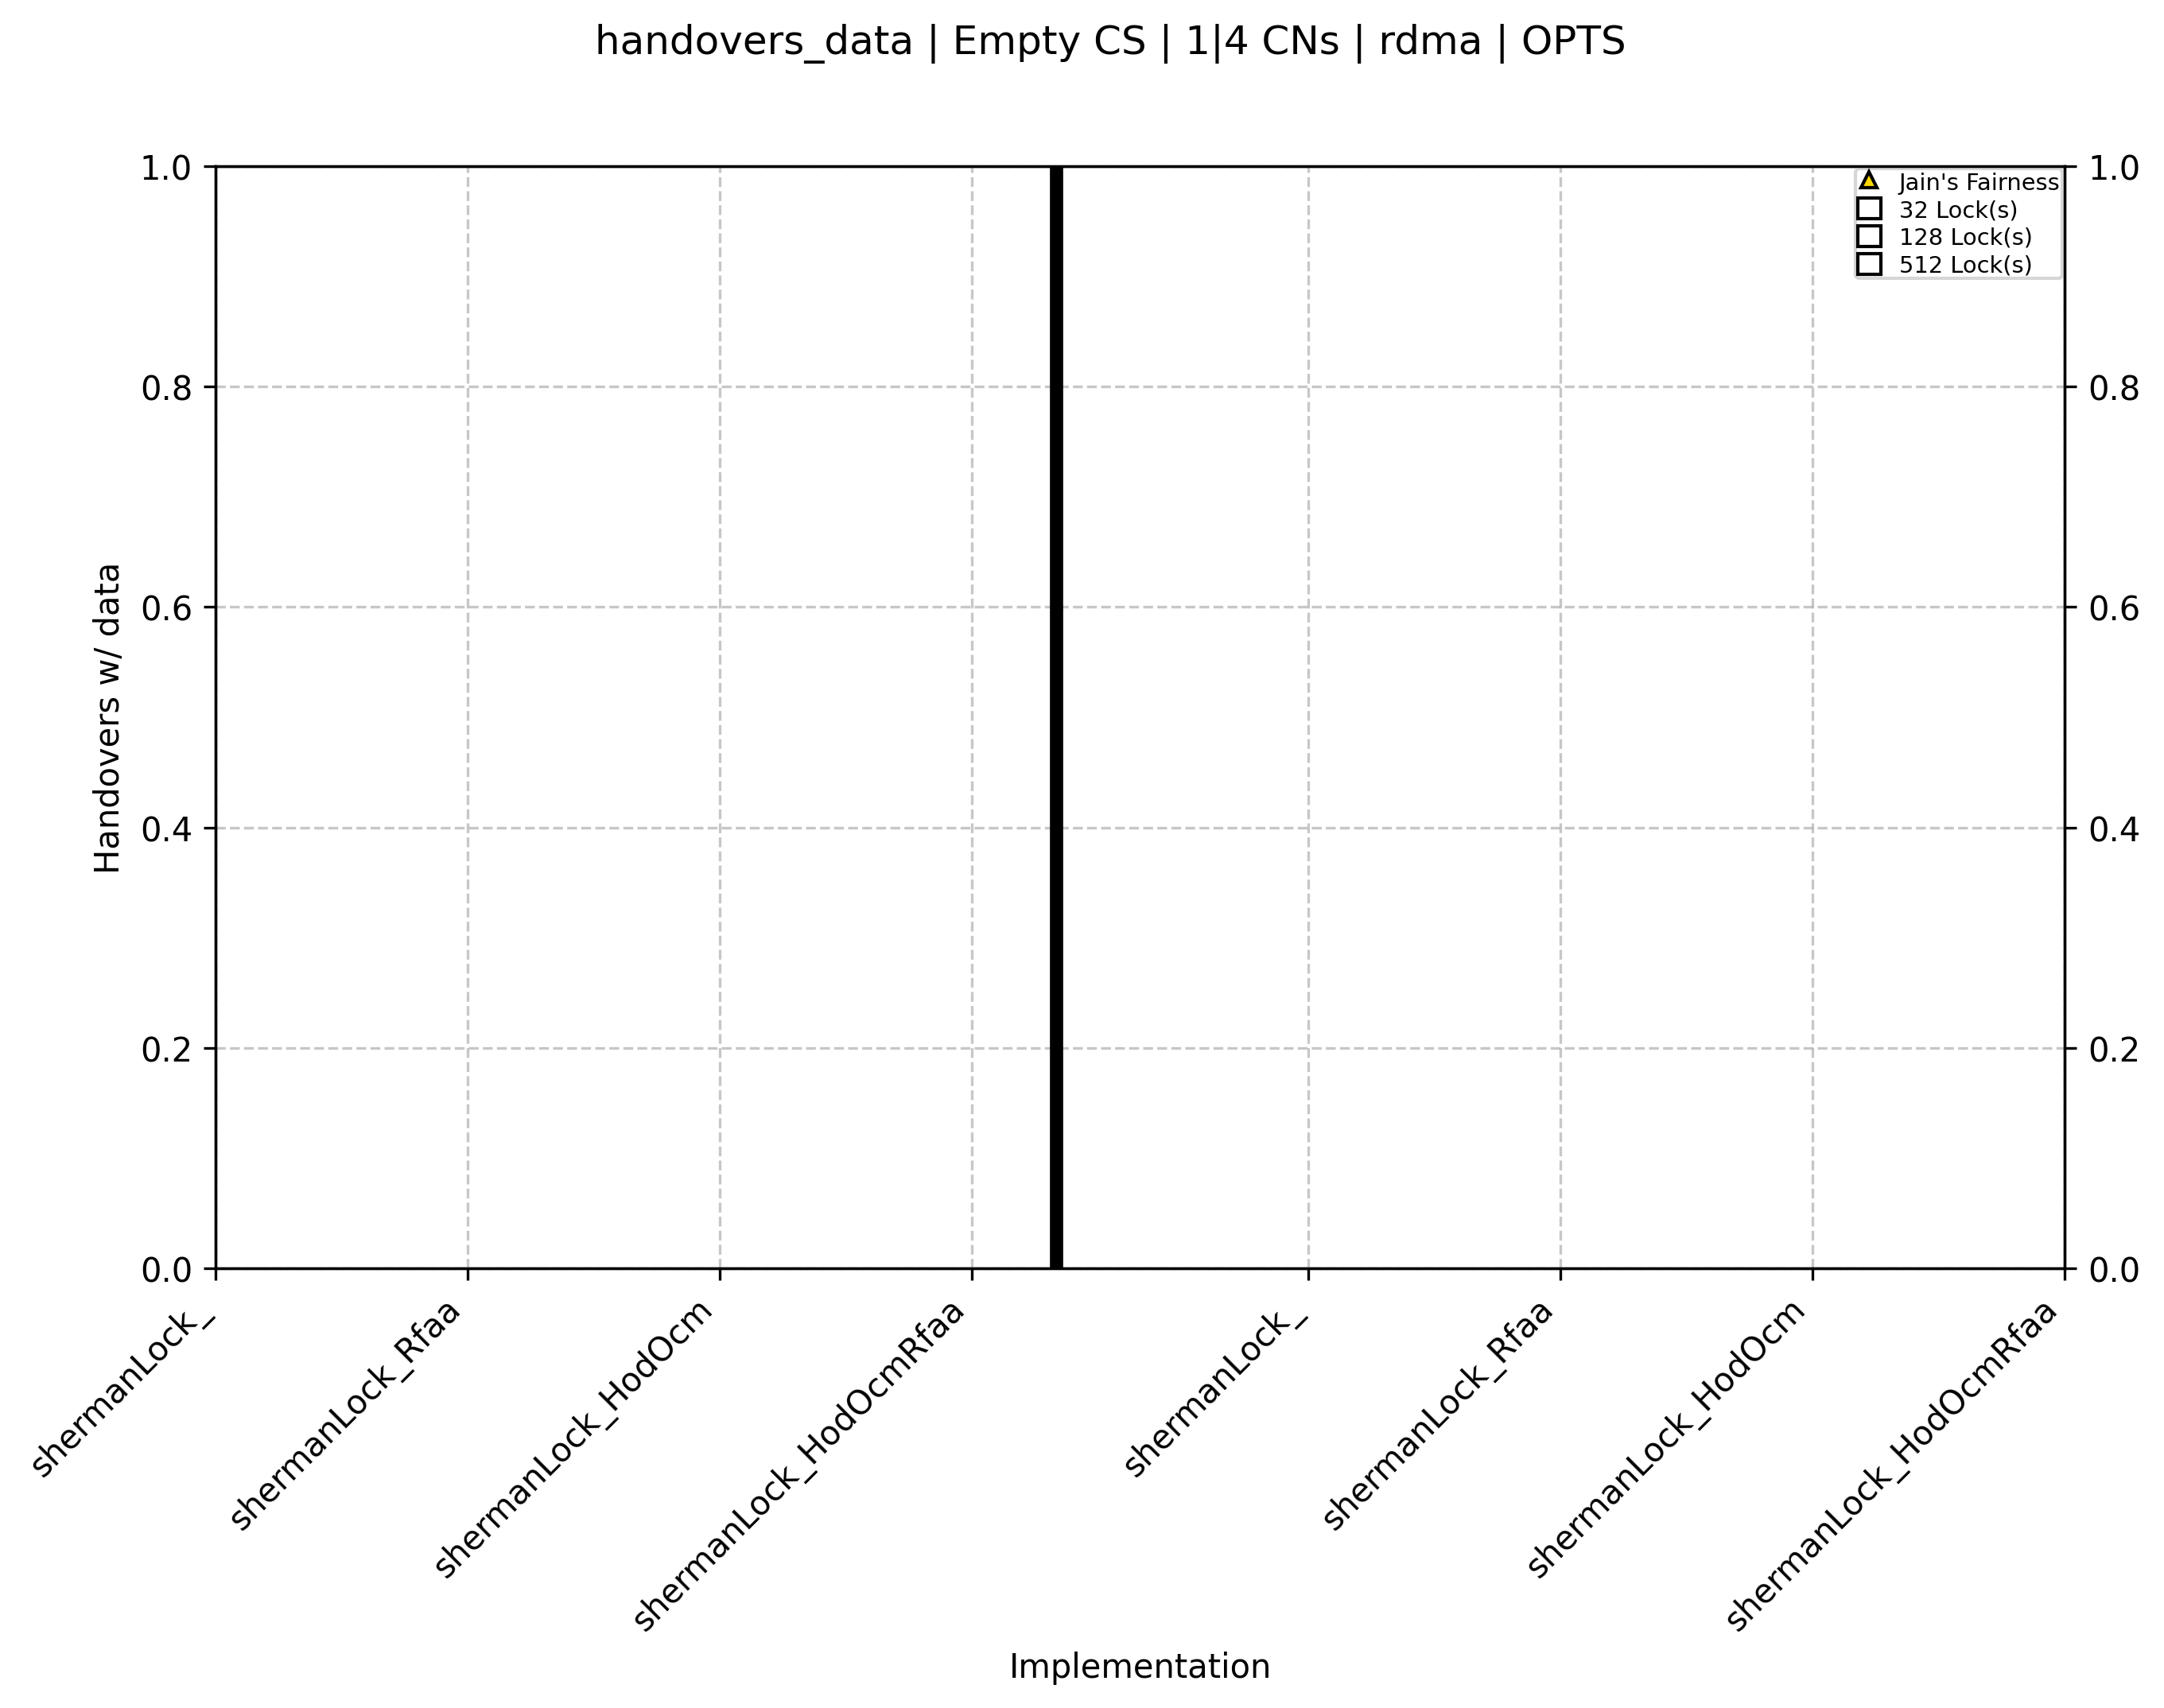 handovers_data | Empty CS | 1|4 CNs | rdma | OPTS
Jain's Fairness
32 Lock(s)
128 Lock(s)
512 Lock(s)
Handovers w/ data
1.0
0.8
0.6
0.4
0.2
0.0
1.0
0.8
0.6
0.4
0.2
0.0
shermanLock_
shermanLock_Rfaa
shermanLock_HodOcm
shermanLock_HodOcmRfaa
shermanLock_
shermanLock_Rfaa
shermanLock_HodOcm
shermanLock_HodOcmRfaa
Implementation